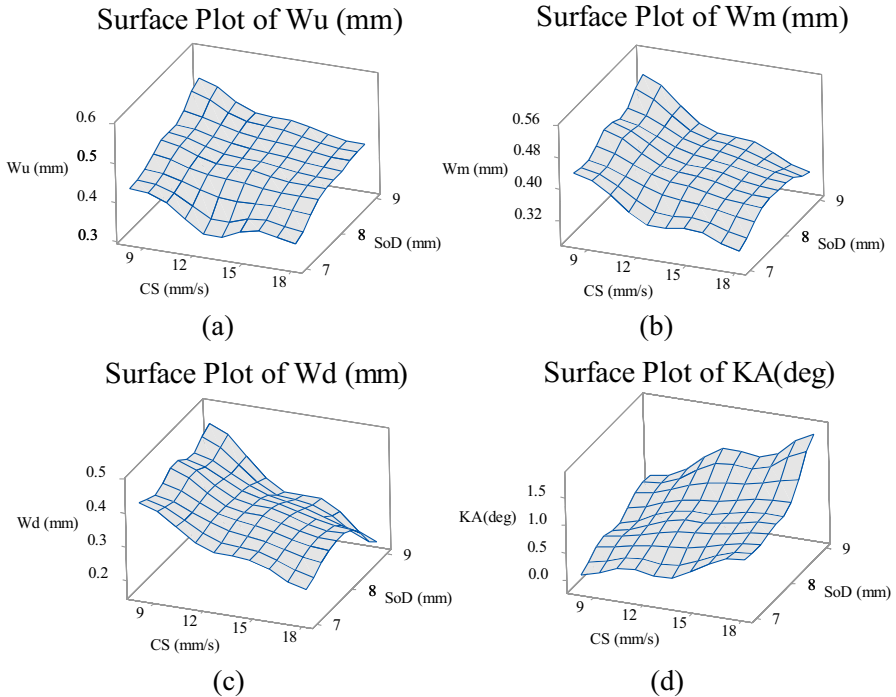 Surface Plot of Wu (mm)
0.6
0.5
0.4
0.3
Wu (mm)
9
12
15
18
CS (mm/s)
7
8
9
SoD (mm)
(a)
Surface Plot of Wm (mm)
0.56
0.48
0.40
0.32
Wm (mm)
9
12
15
18
CS (mm/s)
7
8
9
SoD (mm)
(b)
Surface Plot of Wd (mm)
0.5
0.4
0.3
0.2
Wd (mm)
9
12
15
18
CS (mm/s)
7
8
9
SoD (mm)
(c)
Surface Plot of KA(deg)
1.5
1.0
0.5
0.0
KA(deg)
9
12
15
18
CS (mm/s)
7
8
9
SoD (mm)
(d)